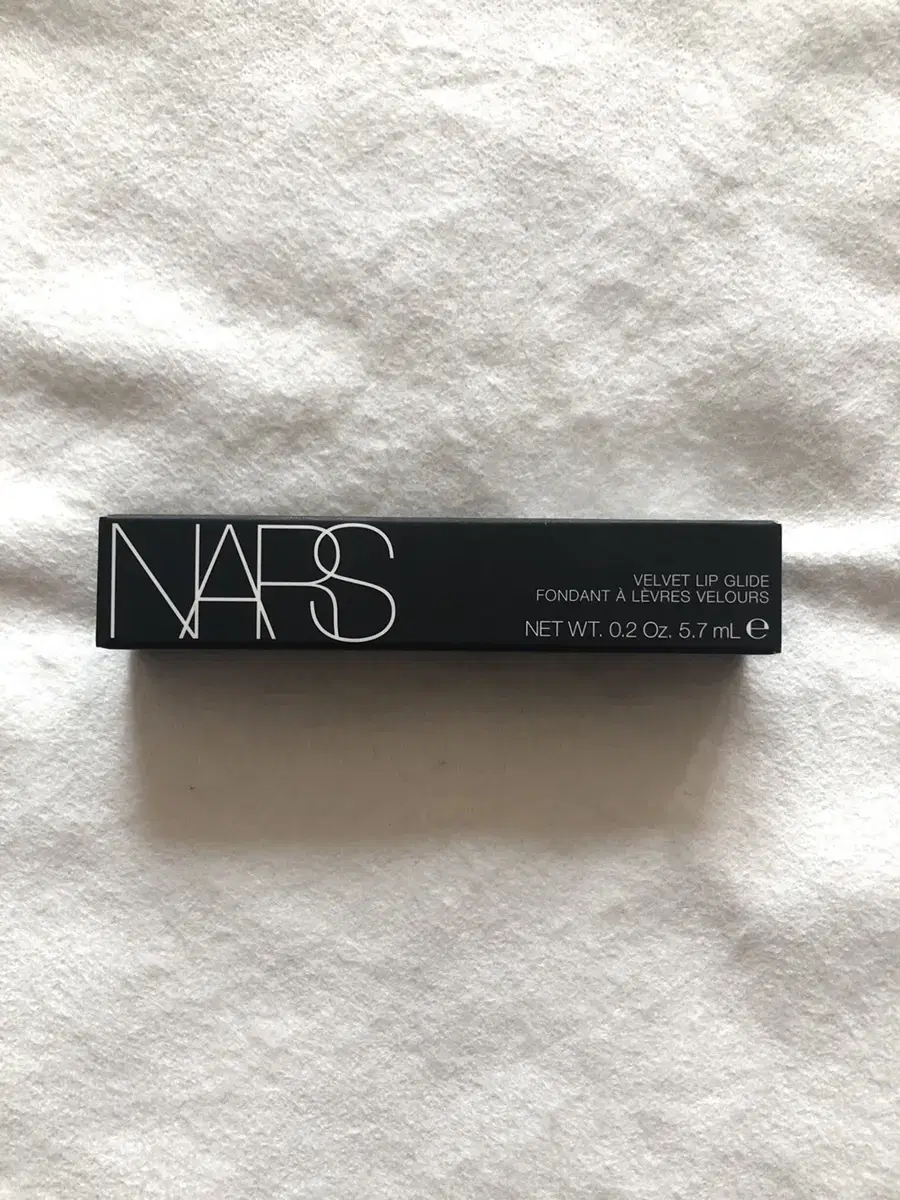 NARS
VELVET LIP GLIDE
FONDANT À LÈVRES VELOURS
NET WT. 0.2 Oz. 5.7 mL ℮